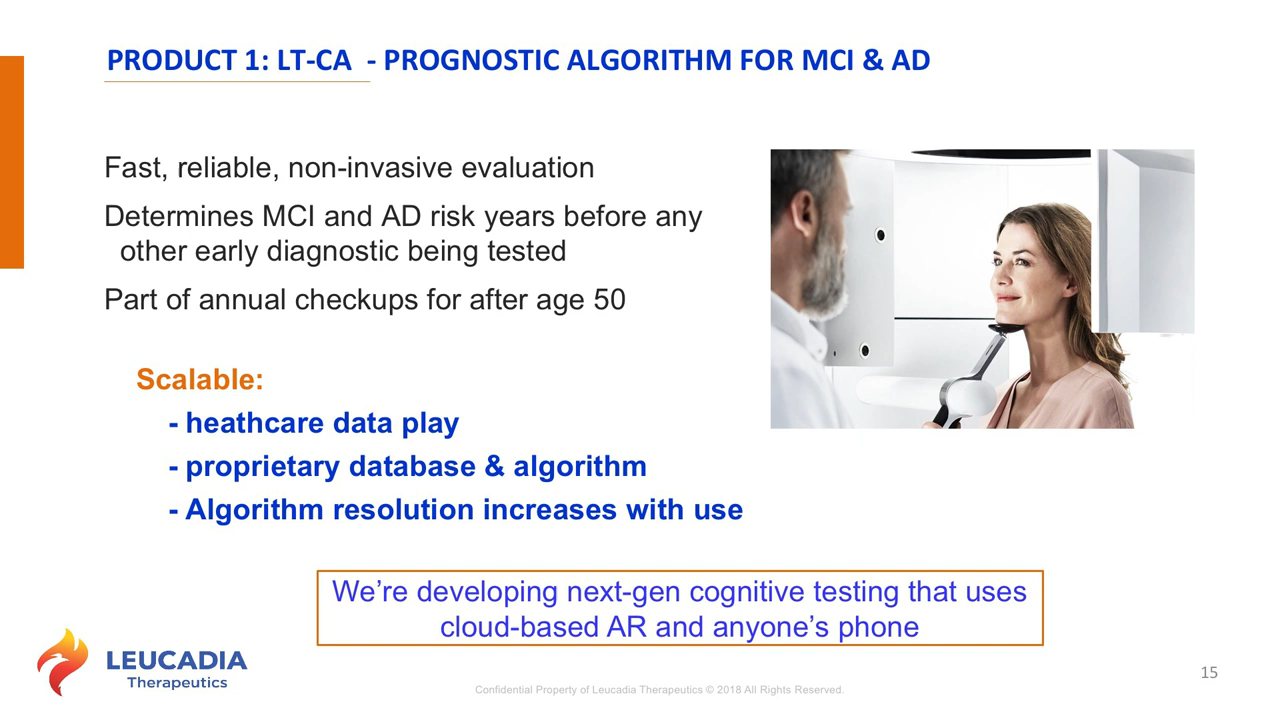 PRODUCT 1: LT-CA - PROGNOSTIC ALGORITHM FOR MCI & AD
Fast, reliable, non-invasive evaluation
Determines MCI and AD risk years before any
other early diagnostic being tested
Part of annual checkups for after age 50
Scalable:
- heathcare data play
- proprietary database & algorithm
- Algorithm resolution increases with use
We’re developing next-gen cognitive testing that uses
cloud-based AR and anyone’s phone
LEUCADIA
Therapeutics
Confidential Property of Leucadia Therapeutics © 2018 All Rights Reserved.
15